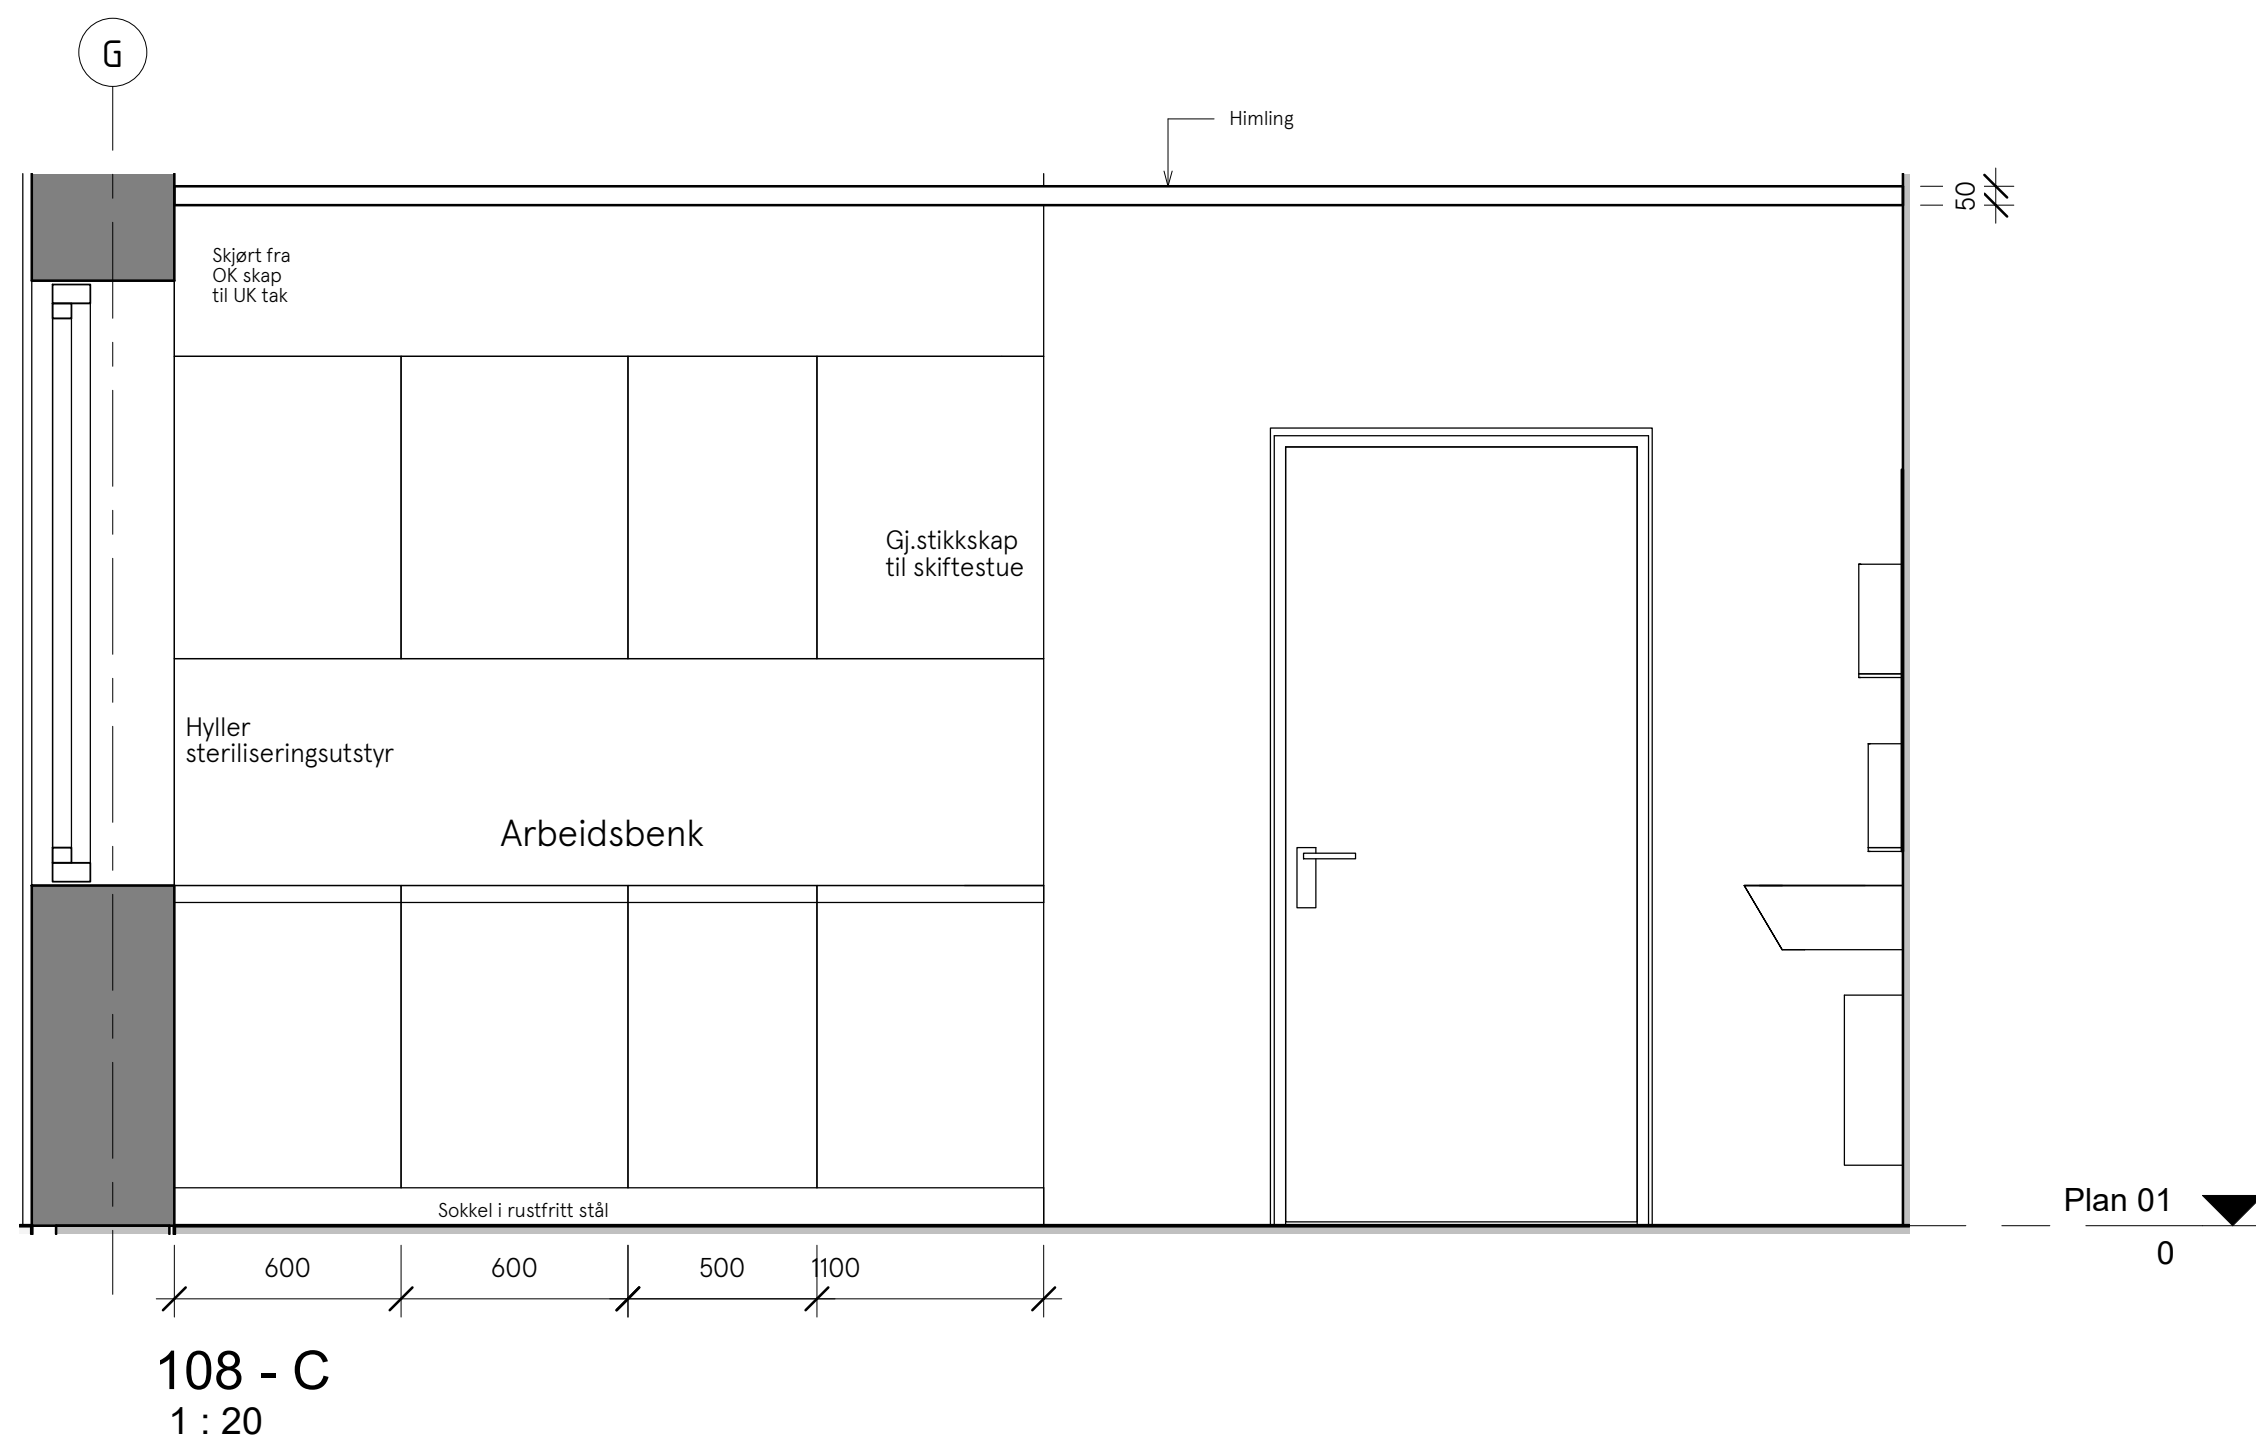 G
Himling
50
Skjørt fra
OK skap
til UK tak
Gj.stikkskap
til skiftestue
Hyller
steriliseringsutstyr
Arbeidsbenk
Sokkel i rustfritt stål
Plan 01
0
600 600 500 1100
108 - C
1 : 20